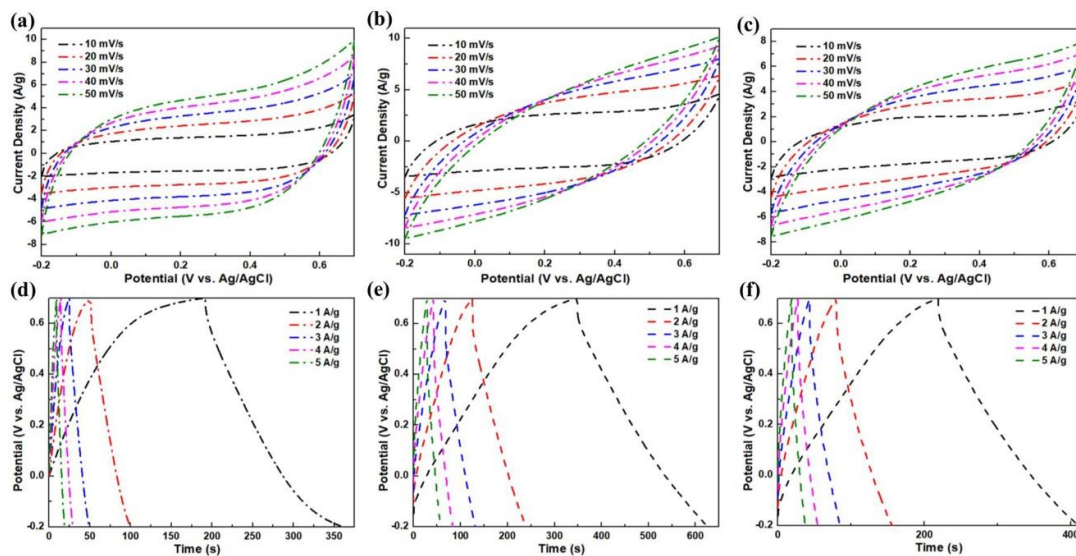 (a)
10 mV/s
20 mV/s
30 mV/s
40 mV/s
50 mV/s
Current Density (A/g)
10
8
6
4
2
0
-2
-4
-6
-8
-0.2
0.0
0.2
0.4
0.6
Potential (V vs. Ag/AgCl)
(b)
10 mV/s
20 mV/s
30 mV/s
40 mV/s
50 mV/s
Current Density (A/g)
10
5
0
-5
-10
-0.2
0.0
0.2
0.4
0.6
Potential (V vs. Ag/AgCl)
(c)
10 mV/s
20 mV/s
30 mV/s
40 mV/s
50 mV/s
Current Density (A/g)
8
6
4
2
0
-2
-4
-6
-8
-0.2
0.0
0.2
0.4
0.6
Potential (V vs. Ag/AgCl)
(d)
1 A/g
2 A/g
3 A/g
4 A/g
5 A/g
Potential (V vs. Ag/AgCl)
0.6
0.4
0.2
0.0
-0.2
0
50
100
150
200
250
300
350
Time (s)
(e)
1 A/g
2 A/g
3 A/g
4 A/g
5 A/g
Potential (V vs. Ag/AgCl)
0.6
0.4
0.2
0.0
-0.2
0
100
200
300
400
500
600
Time (s)
(f)
1 A/g
2 A/g
3 A/g
4 A/g
5 A/g
Potential (V vs. Ag/AgCl)
0.6
0.4
0.2
0.0
-0.2
0
200
400
Time (s)